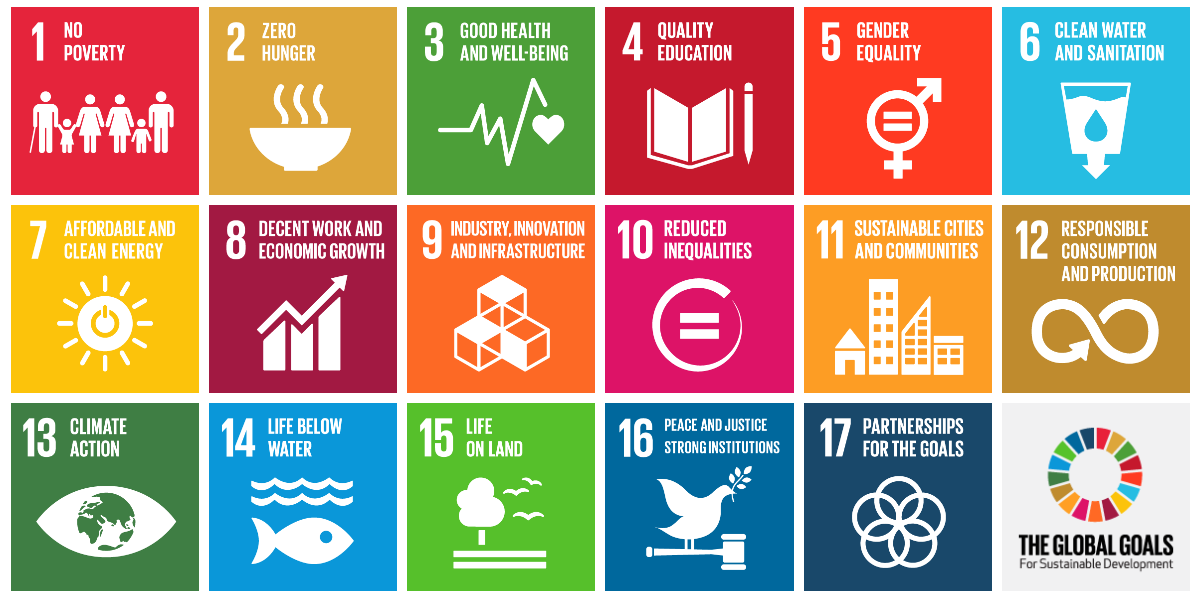 1 NO
POVERTY
2 ZERO
HUNGER
3 GOOD HEALTH
AND WELL-BEING
4 QUALITY
EDUCATION
5 GENDER
EQUALITY
6 CLEAN WATER
AND SANITATION
7 AFFORDABLE AND
CLEAN ENERGY
8 DECENT WORK AND
ECONOMIC GROWTH
9 INDUSTRY, INNOVATION
AND INFRASTRUCTURE
10 REDUCED
INEQUALITIES
11 SUSTAINABLE CITIES
AND COMMUNITIES
12 RESPONSIBLE
CONSUMPTION
AND PRODUCTION
13 CLIMATE
ACTION
14 LIFE BELOW
WATER
15 LIFE
ON LAND
16 PEACE AND JUSTICE
STRONG INSTITUTIONS
17 PARTNERSHIPS
FOR THE GOALS
THE GLOBAL GOALS
For Sustainable Development